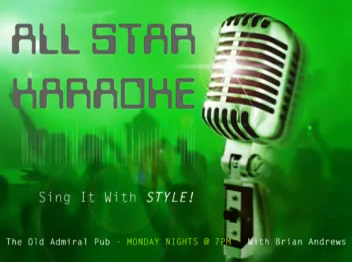 ALL STAR
KARAOKE
Sing It With STYLE!
The Old Admiral Pub - MONDAY NIGHTS @ 7PM - With Brian Andrews